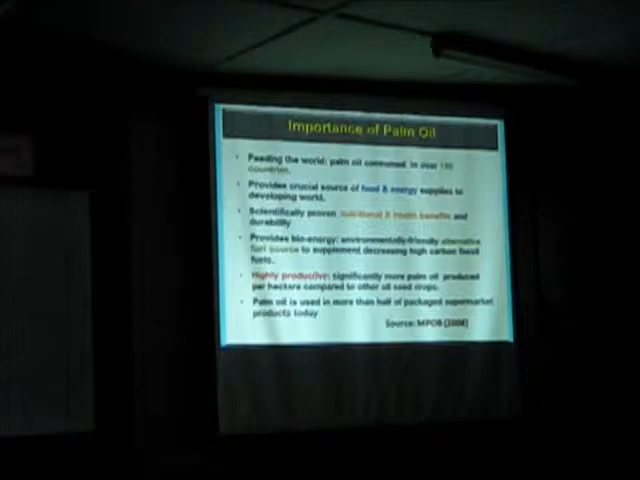 Importance of Palm Oil
• Feeding the world: palm oil consumed in over 150
countries.
• Provides crucial source of food & energy supplies to
developing world.
• Scientifically proven nutritional & health benefits and
durability
• Provides bio-energy: environmentally-friendly alternative
fuel source to supplement decreasing high carbon fossil
fuels.
• Highly productive: significantly more palm oil produced
per hectare compared to other oil seed crops.
• Palm oil is used in more than half of packaged supermarket
products today
Source: MPOB (2008)